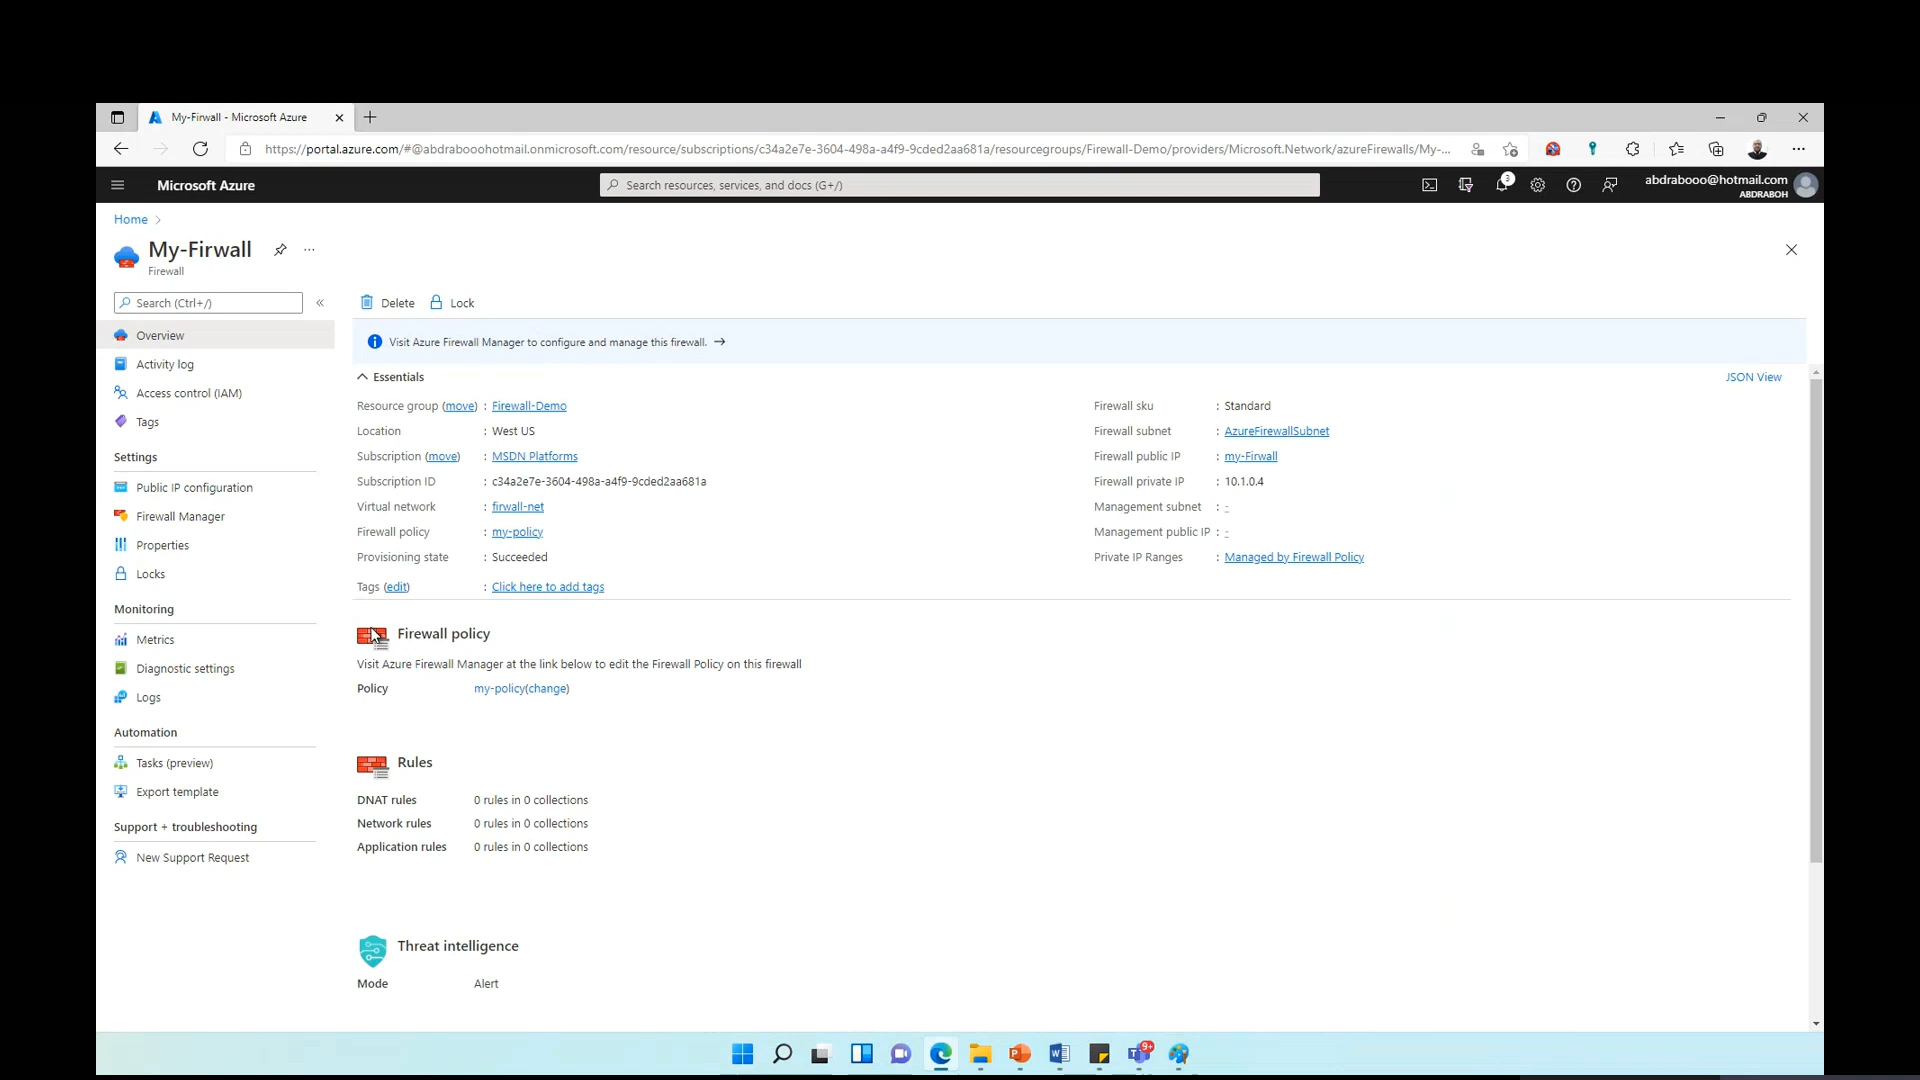 My-Firwall - Microsoft Azure
https://portal.azure.com/#@abdrabooohotmail.onmicrosoft.com/resource/subscriptions/c34a2e7e-3604-498a-a4f9-9cded2aa681a/resourcegroups/Firewall-Demo/providers/Microsoft.Network/azureFirewalls/My-...
Microsoft Azure
Search resources, services, and docs (G+/)
3
abdrabooo@hotmail.com
ABDRABOH
Home >
My-Firwall
Firewall
Search (Ctrl+/)
Overview
Activity log
Access control (IAM)
Tags
Settings
Public IP configuration
Firewall Manager
Properties
Locks
Monitoring
Metrics
Diagnostic settings
Logs
Automation
Tasks (preview)
Export template
Support + troubleshooting
New Support Request
Delete
Lock
Visit Azure Firewall Manager to configure and manage this firewall. →
Essentials
JSON View
Resource group (move) : Firewall-Demo
Location : West US
Subscription (move) : MSDN Platforms
Subscription ID : c34a2e7e-3604-498a-a4f9-9cded2aa681a
Virtual network : firwall-net
Firewall policy : my-policy
Provisioning state : Succeeded
Tags (edit) : Click here to add tags
Firewall sku : Standard
Firewall subnet : AzureFirewallSubnet
Firewall public IP : my-Firwall
Firewall private IP : 10.1.0.4
Management subnet : -
Management public IP : -
Private IP Ranges : Managed by Firewall Policy
Firewall policy
Visit Azure Firewall Manager at the link below to edit the Firewall Policy on this firewall
Policy my-policy(change)
Rules
DNAT rules 0 rules in 0 collections
Network rules 0 rules in 0 collections
Application rules 0 rules in 0 collections
Threat intelligence
Mode Alert
9+